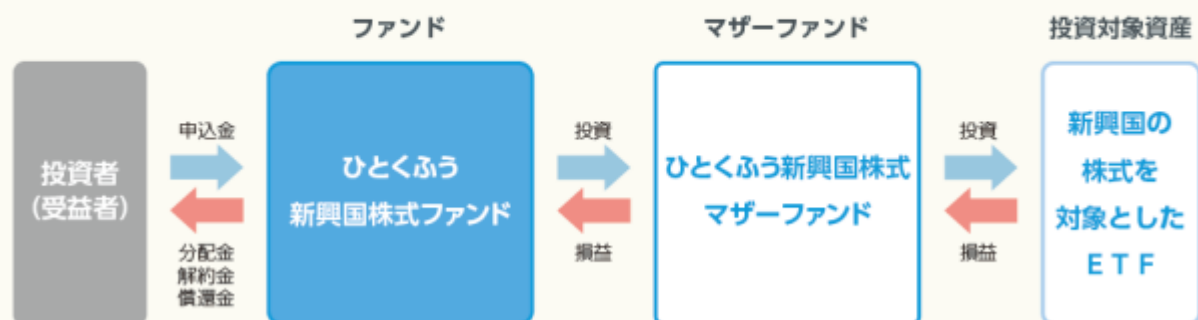 ファンド
マザーファンド
投資対象資産
投資者
(受益者)
申込金
分配金
解約金
償還金
ひとくふう
新興国株式ファンド
投資
損益
ひとくふう新興国株式
マザーファンド
投資
損益
新興国の
株式を
対象とした
ＥＴＦ